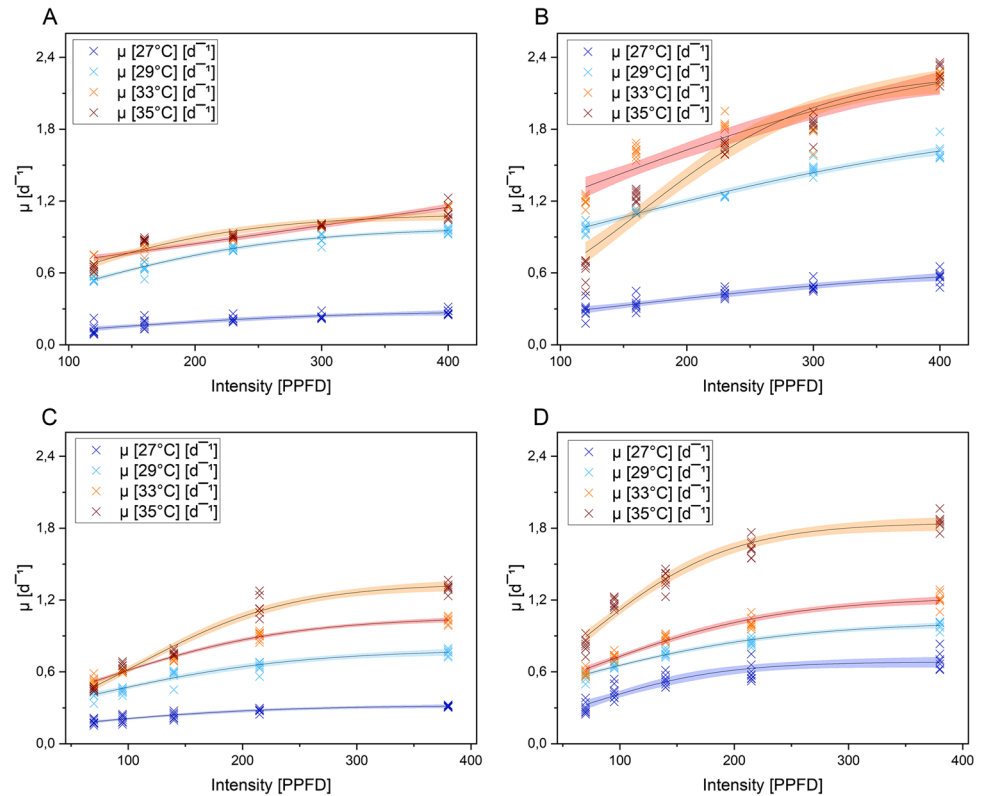 A
μ [27°C] [d¯¹]
μ [29°C] [d¯¹]
μ [33°C] [d¯¹]
μ [35°C] [d¯¹]
2,4
1,8
1,2
0,6
0,0
μ [d¯¹]
100 200 300 400
Intensity [PPFD]
B
μ [27°C] [d¯¹]
μ [29°C] [d¯¹]
μ [33°C] [d¯¹]
μ [35°C] [d¯¹]
2,4
1,8
1,2
0,6
0,0
μ [d¯¹]
100 200 300 400
Intensity [PPFD]
C
μ [27°C] [d¯¹]
μ [29°C] [d¯¹]
μ [33°C] [d¯¹]
μ [35°C] [d¯¹]
2,4
1,8
1,2
0,6
0,0
μ [d¯¹]
100 200 300 400
Intensity [PPFD]
D
μ [27°C] [d¯¹]
μ [29°C] [d¯¹]
μ [33°C] [d¯¹]
μ [35°C] [d¯¹]
2,4
1,8
1,2
0,6
0,0
μ [d¯¹]
100 200 300 400
Intensity [PPFD]